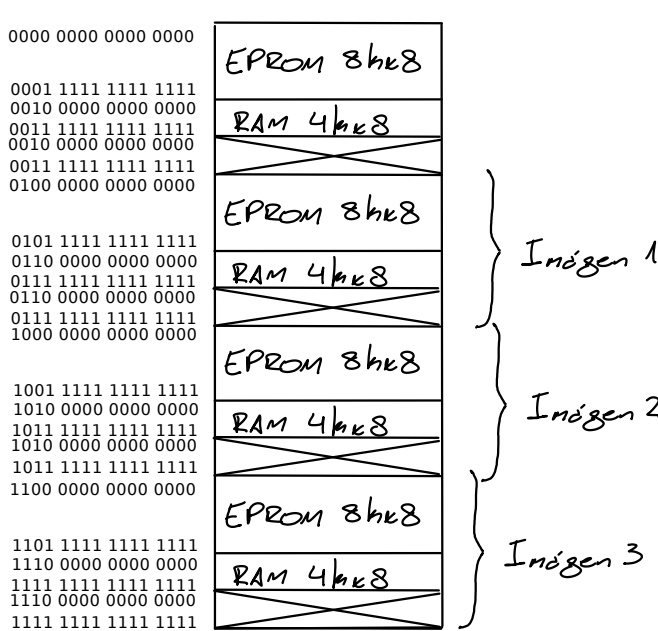 0000 0000 0000 0000
EPROM 8kx8
0001 1111 1111 1111
0010 0000 0000 0000
RAM 4kx8
0011 1111 1111 1111
0010 0000 0000 0000
0011 1111 1111 1111
0100 0000 0000 0000
EPROM 8kx8
0101 1111 1111 1111
0110 0000 0000 0000
Imágen 1
RAM 4kx8
0111 1111 1111 1111
0110 0000 0000 0000
0111 1111 1111 1111
1000 0000 0000 0000
EPROM 8kx8
1001 1111 1111 1111
1010 0000 0000 0000
Imágen 2
RAM 4kx8
1011 1111 1111 1111
1010 0000 0000 0000
1011 1111 1111 1111
1100 0000 0000 0000
EPROM 8kx8
1101 1111 1111 1111
1110 0000 0000 0000
Imágen 3
RAM 4kx8
1111 1111 1111 1111
1110 0000 0000 0000
1111 1111 1111 1111